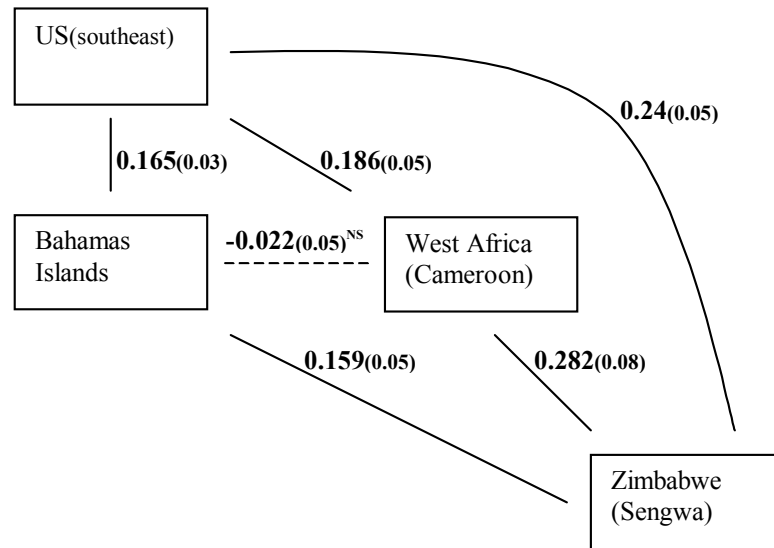 US(southeast)
0.24(0.05)
0.165(0.03)
0.186(0.05)
Bahamas
Islands
-0.022(0.05)NS
West Africa
(Cameroon)
0.159(0.05)
0.282(0.08)
Zimbabwe
(Sengwa)